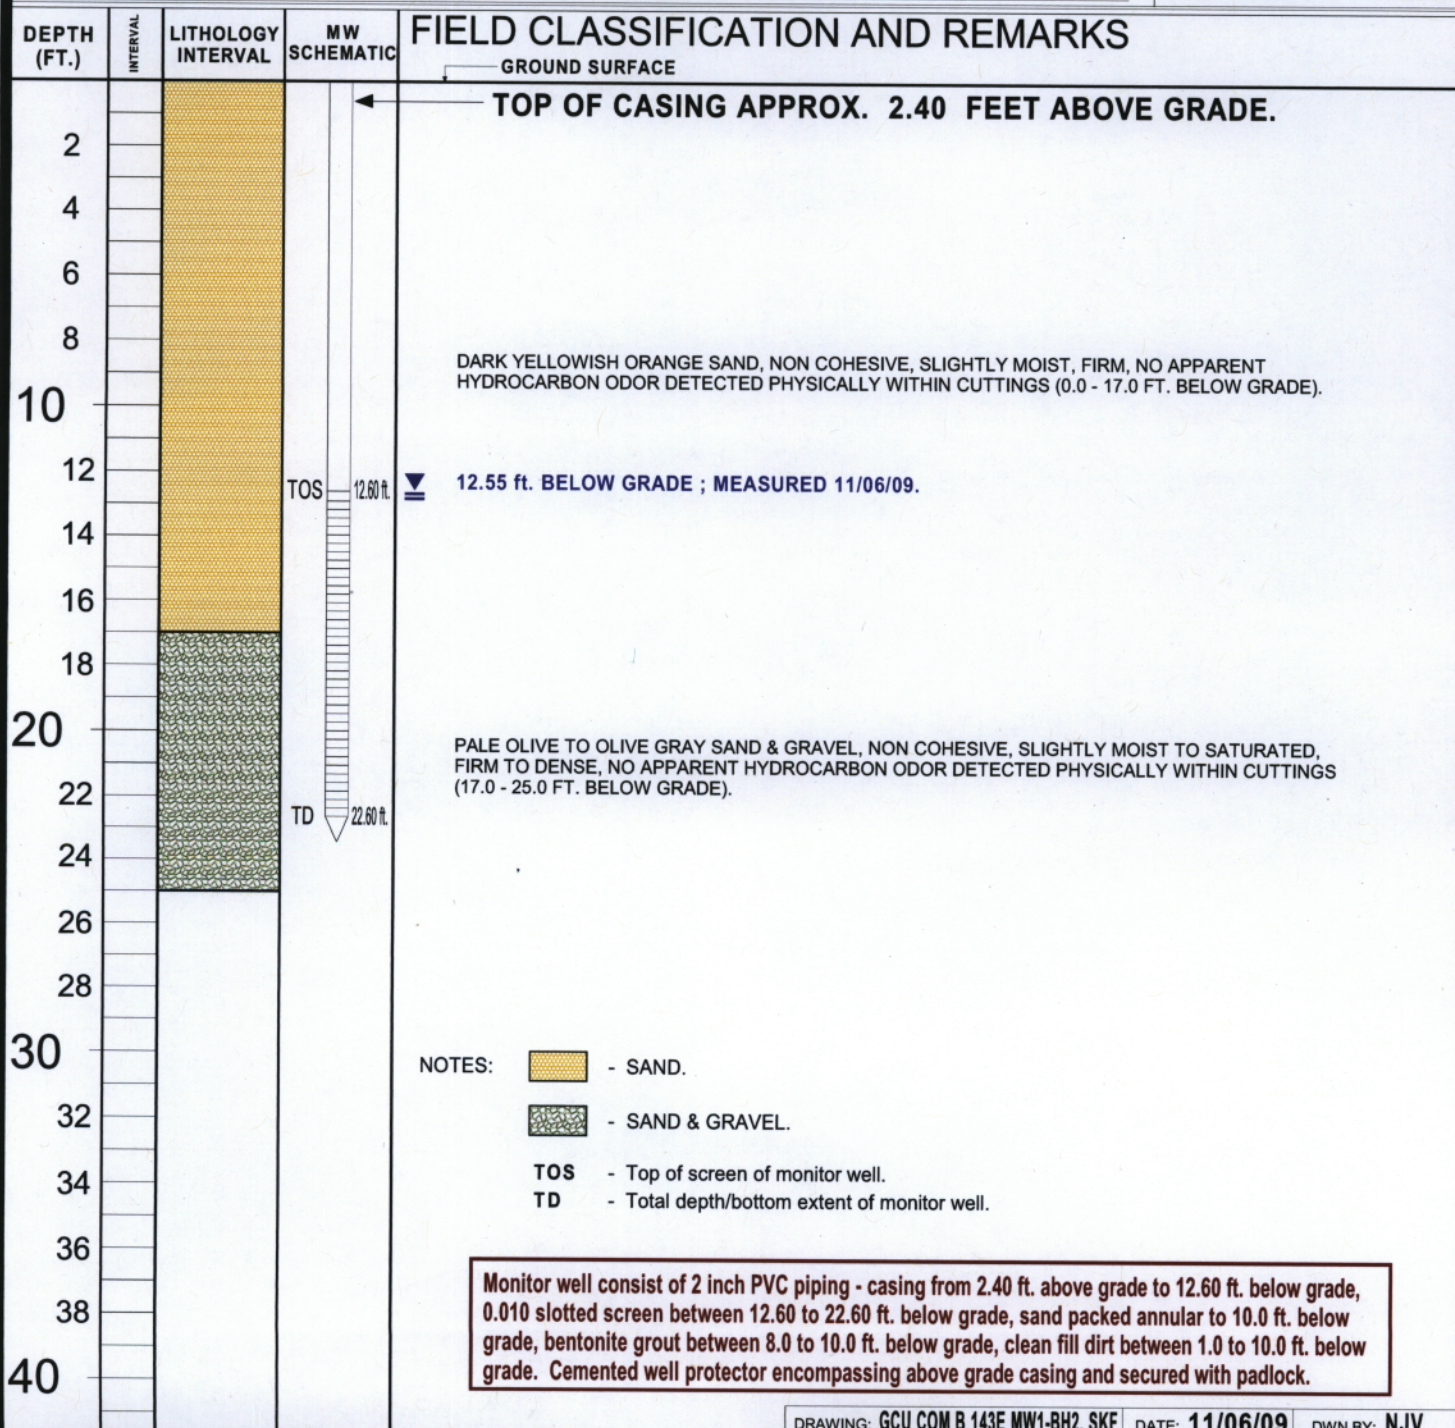 DEPTH
(FT.)
INTERVAL
LITHOLOGY
INTERVAL
MW
SCHEMATIC
FIELD CLASSIFICATION AND REMARKS
GROUND SURFACE
TOP OF CASING APPROX. 2.40 FEET ABOVE GRADE.
2
4
6
8
DARK YELLOWISH ORANGE SAND, NON COHESIVE, SLIGHTLY MOIST, FIRM, NO APPARENT
HYDROCARBON ODOR DETECTED PHYSICALLY WITHIN CUTTINGS (0.0 - 17.0 FT. BELOW GRADE).
10
12
TOS 12.60 ft.
12.55 ft. BELOW GRADE ; MEASURED 11/06/09.
14
16
18
20
PALE OLIVE TO OLIVE GRAY SAND & GRAVEL, NON COHESIVE, SLIGHTLY MOIST TO SATURATED,
FIRM TO DENSE, NO APPARENT HYDROCARBON ODOR DETECTED PHYSICALLY WITHIN CUTTINGS
(17.0 - 25.0 FT. BELOW GRADE).
22
TD 22.60 ft.
24
26
28
30
NOTES: - SAND.
32
- SAND & GRAVEL.
34
TOS - Top of screen of monitor well.
TD - Total depth/bottom extent of monitor well.
36
38
40
Monitor well consist of 2 inch PVC piping - casing from 2.40 ft. above grade to 12.60 ft. below grade,
0.010 slotted screen between 12.60 to 22.60 ft. below grade, sand packed annular to 10.0 ft. below
grade, bentonite grout between 8.0 to 10.0 ft. below grade, clean fill dirt between 1.0 to 10.0 ft. below
grade. Cemented well protector encompassing above grade casing and secured with padlock.
DRAWING: GCU COM B 143E MW1-BH2. SKF DATE: 11/06/09 DWN BY: NJV